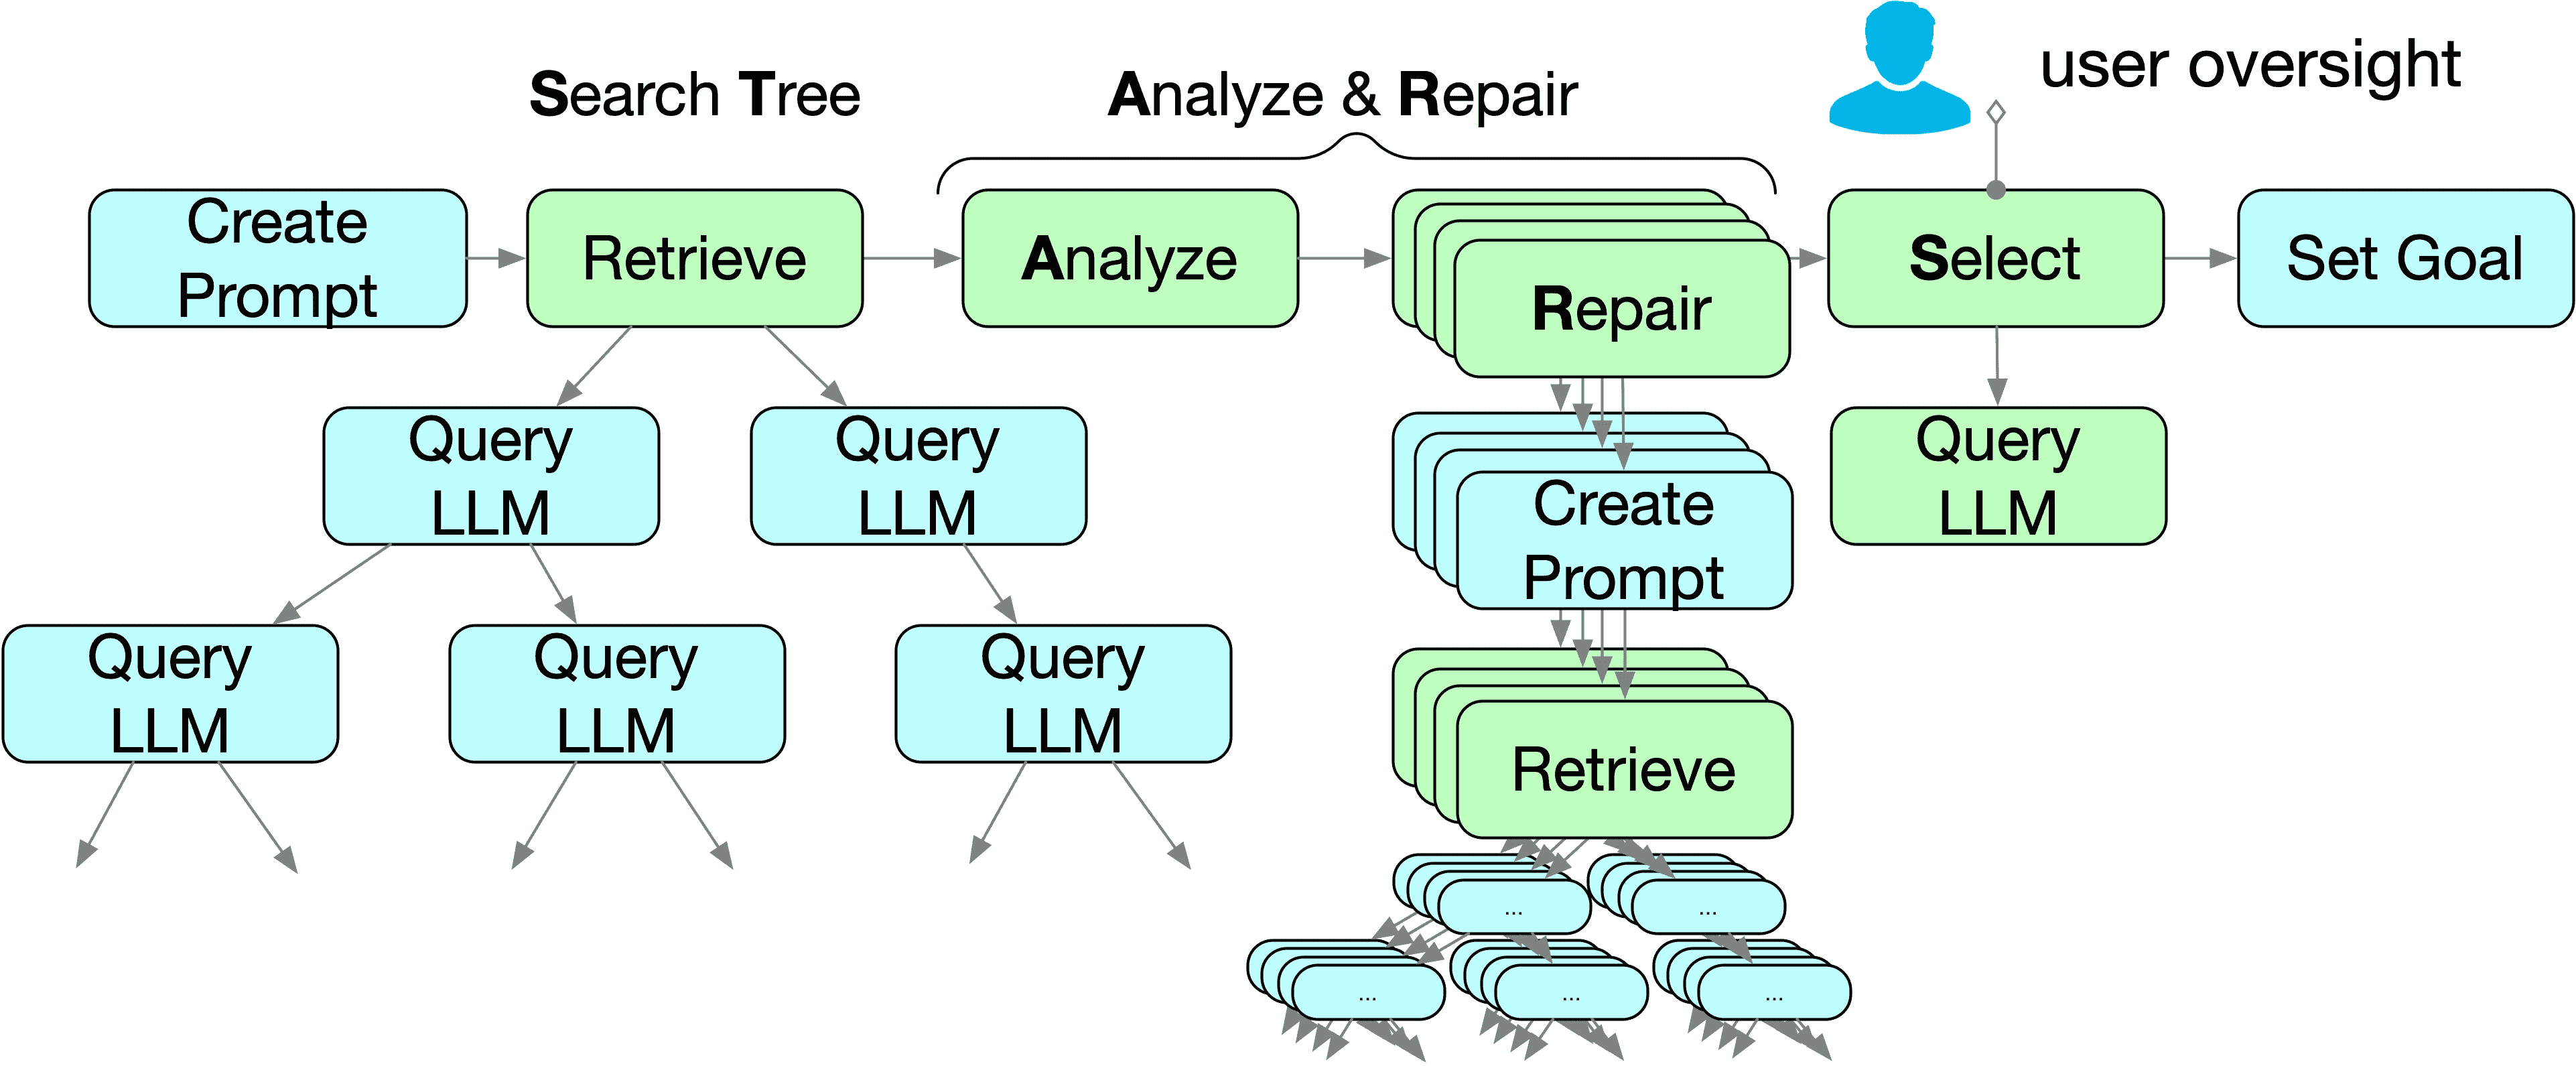 user oversight
Search Tree
Analyze & Repair
Create
Prompt
Retrieve
Analyze
Repair
Select
Set Goal
Query
LLM
Query
LLM
Query
LLM
Create
Prompt
Query
LLM
Query
LLM
Query
LLM
Retrieve
...
...
...
...
...